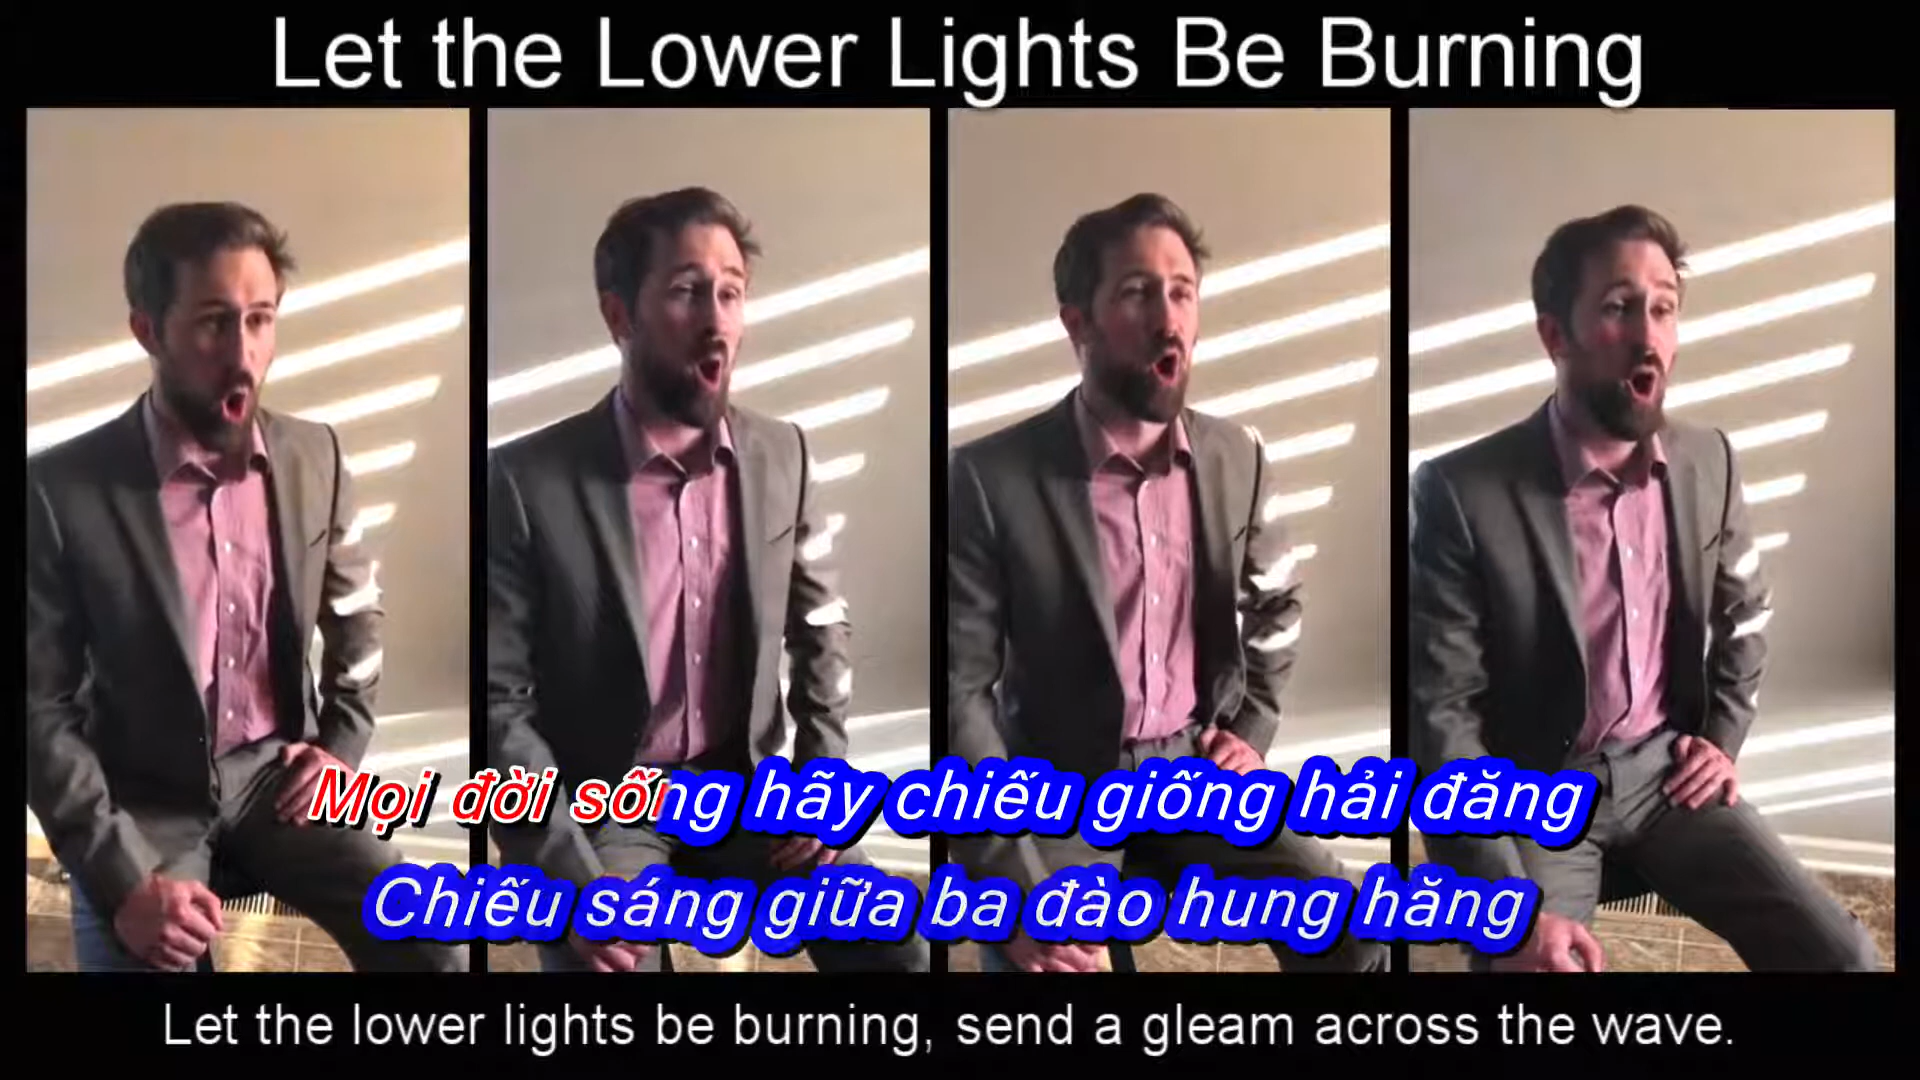 Let the Lower Lights Be Burning
Mọi đời sống hãy chiếu giống hải đăng
Chiếu sáng giữa ba đào hung hăng
Let the lower lights be burning, send a gleam across the wave.